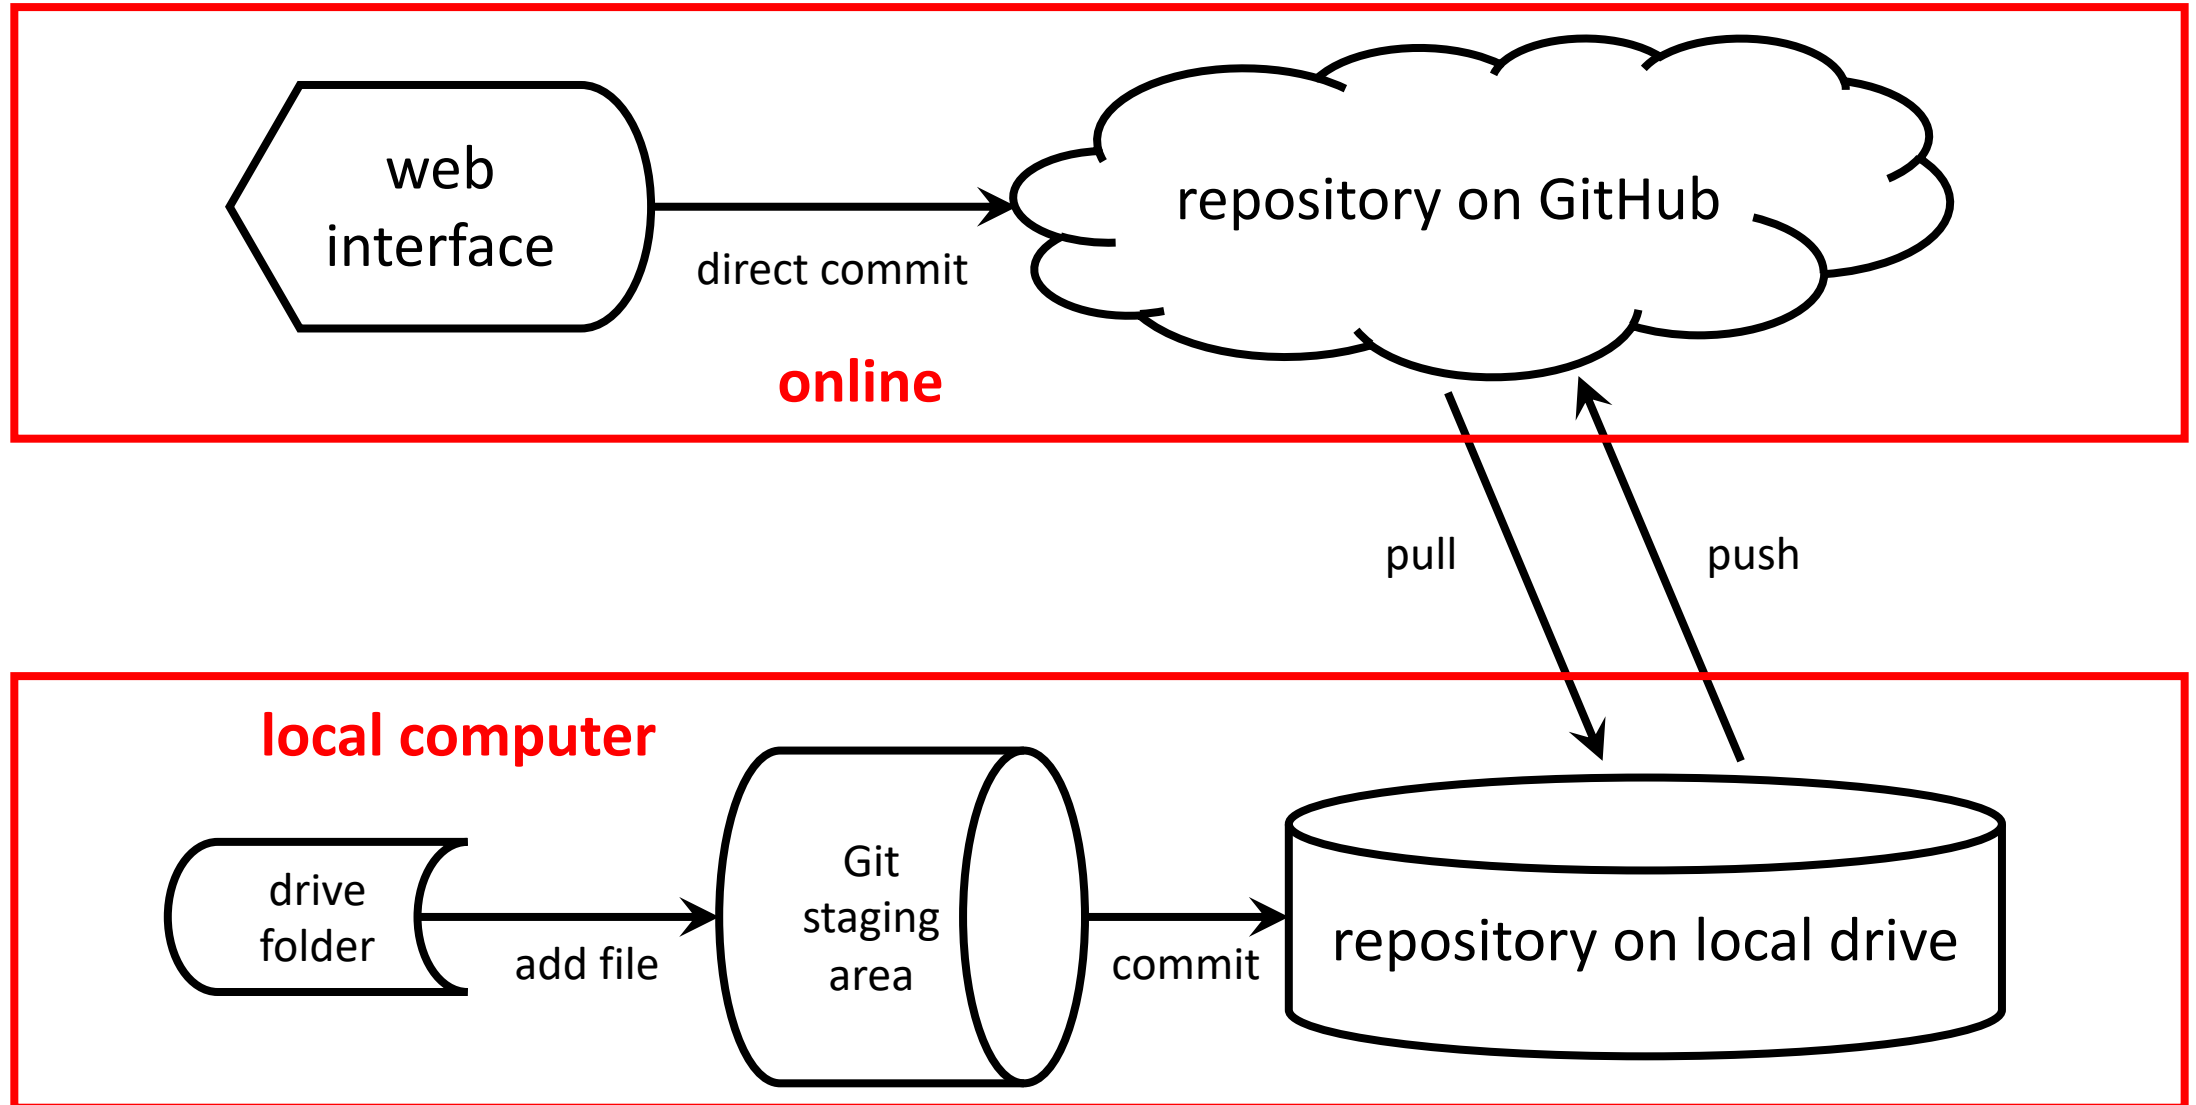 web
interface
direct commit
repository on GitHub
online
pull
push
local computer
drive
folder
add file
Git
staging
area
commit
repository on local drive